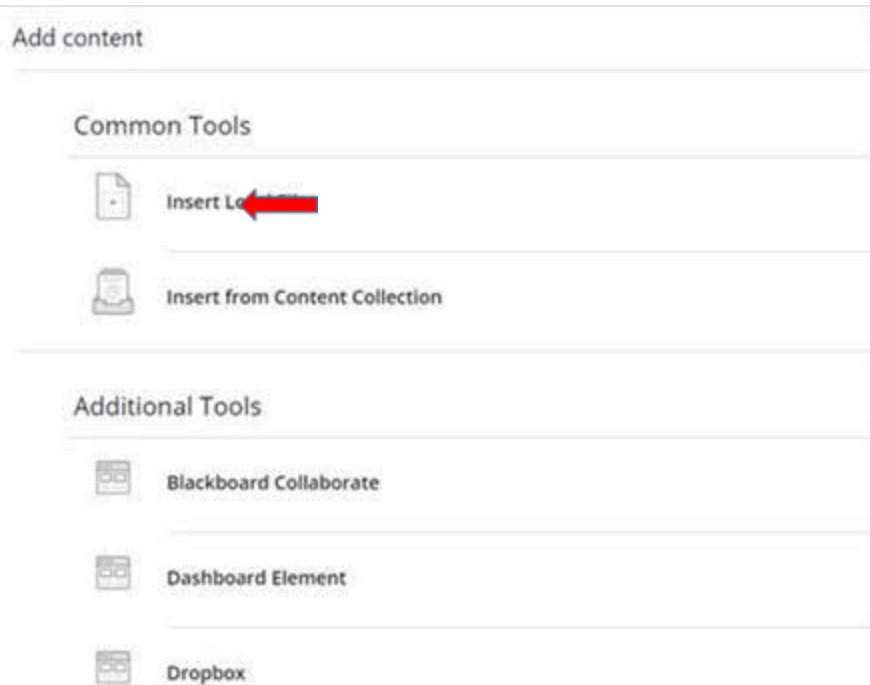 Add content
Common Tools
Insert
Insert from Content Collection
Additional Tools
Blackboard Collaborate
Dashboard Element
Dropbox